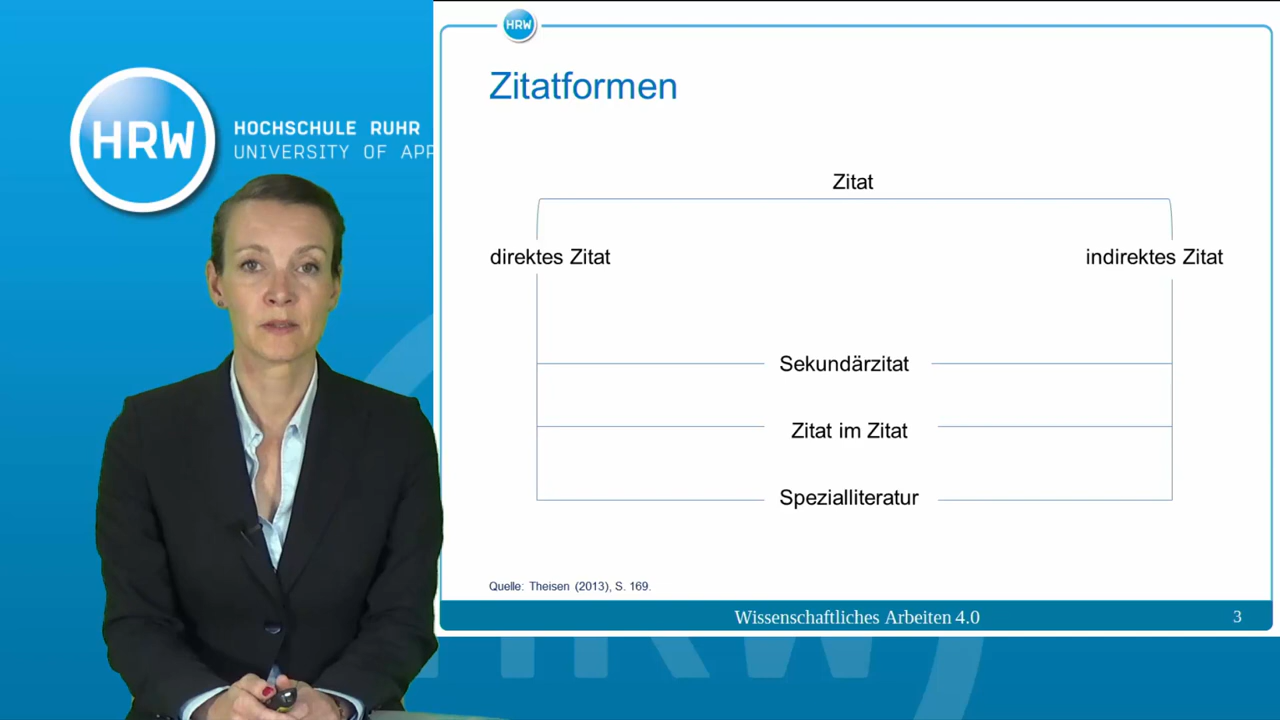 HRW
HOCHSCHULE RUHR
UNIVERSITY OF APP
HRW
Zitatformen
Zitat
direktes Zitat
indirektes Zitat
Sekundärzitat
Zitat im Zitat
Spezialliteratur
Quelle: Theisen (2013), S. 169.
Wissenschaftliches Arbeiten 4.0
3
HRW